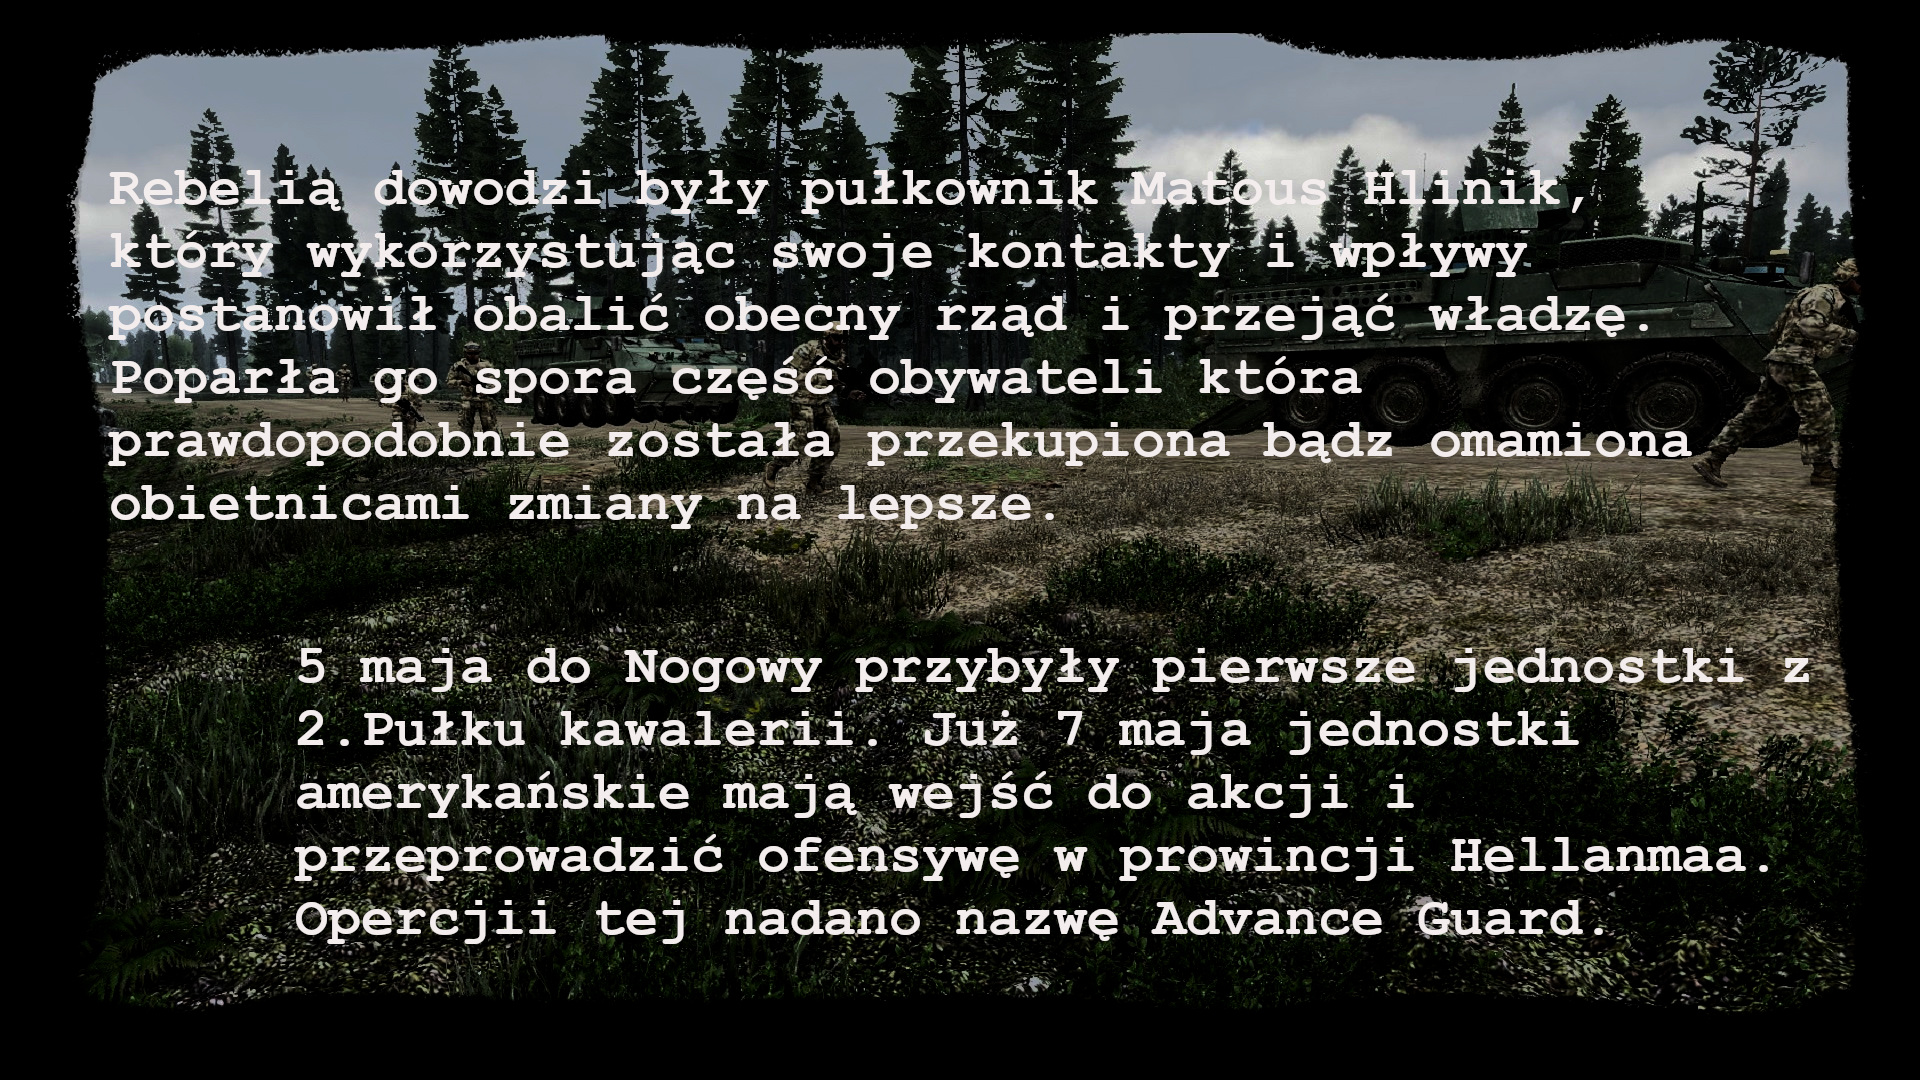 Rebelią dowodzi były pułkownik Matous Hlinik,
który wykorzystując swoje kontakty i wpływy
postanowił obalić obecny rząd i przejąć władzę.
Poparła go spora część obywateli która
prawdopodobnie została przekupiona bądz omamiona
obietnicami zmiany na lepsze.
5 maja do Nogowy przybyły pierwsze jednostki z
2.Pułku kawalerii. Już 7 maja jednostki
amerykańskie mają wejść do akcji i
przeprowadzić ofensywę w prowincji Hellanmaa.
Opercjii tej nadano nazwę Advance Guard.